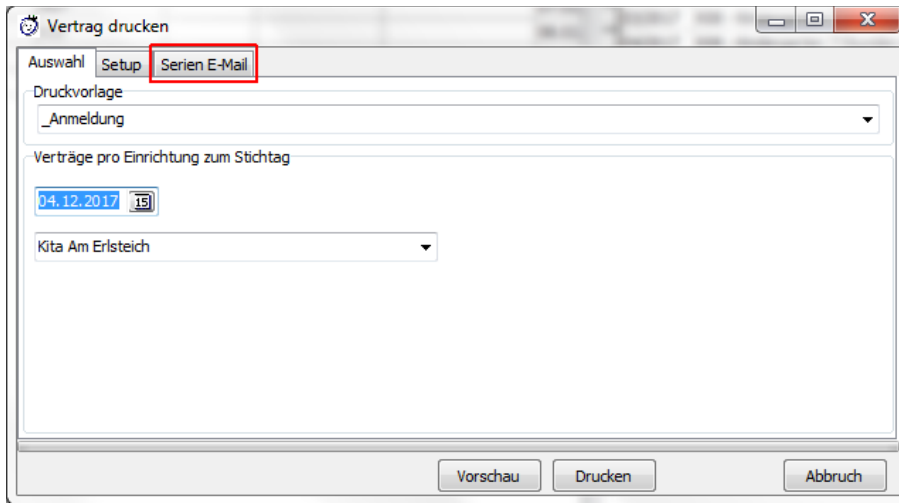 Vertrag drucken
Auswahl Setup Serien E-Mail
Druckvorlage
_Anmeldung
Verträge pro Einrichtung zum Stichtag
04.12.2017 15
Kita Am Erlsteich
Vorschau Drucken Abbruch